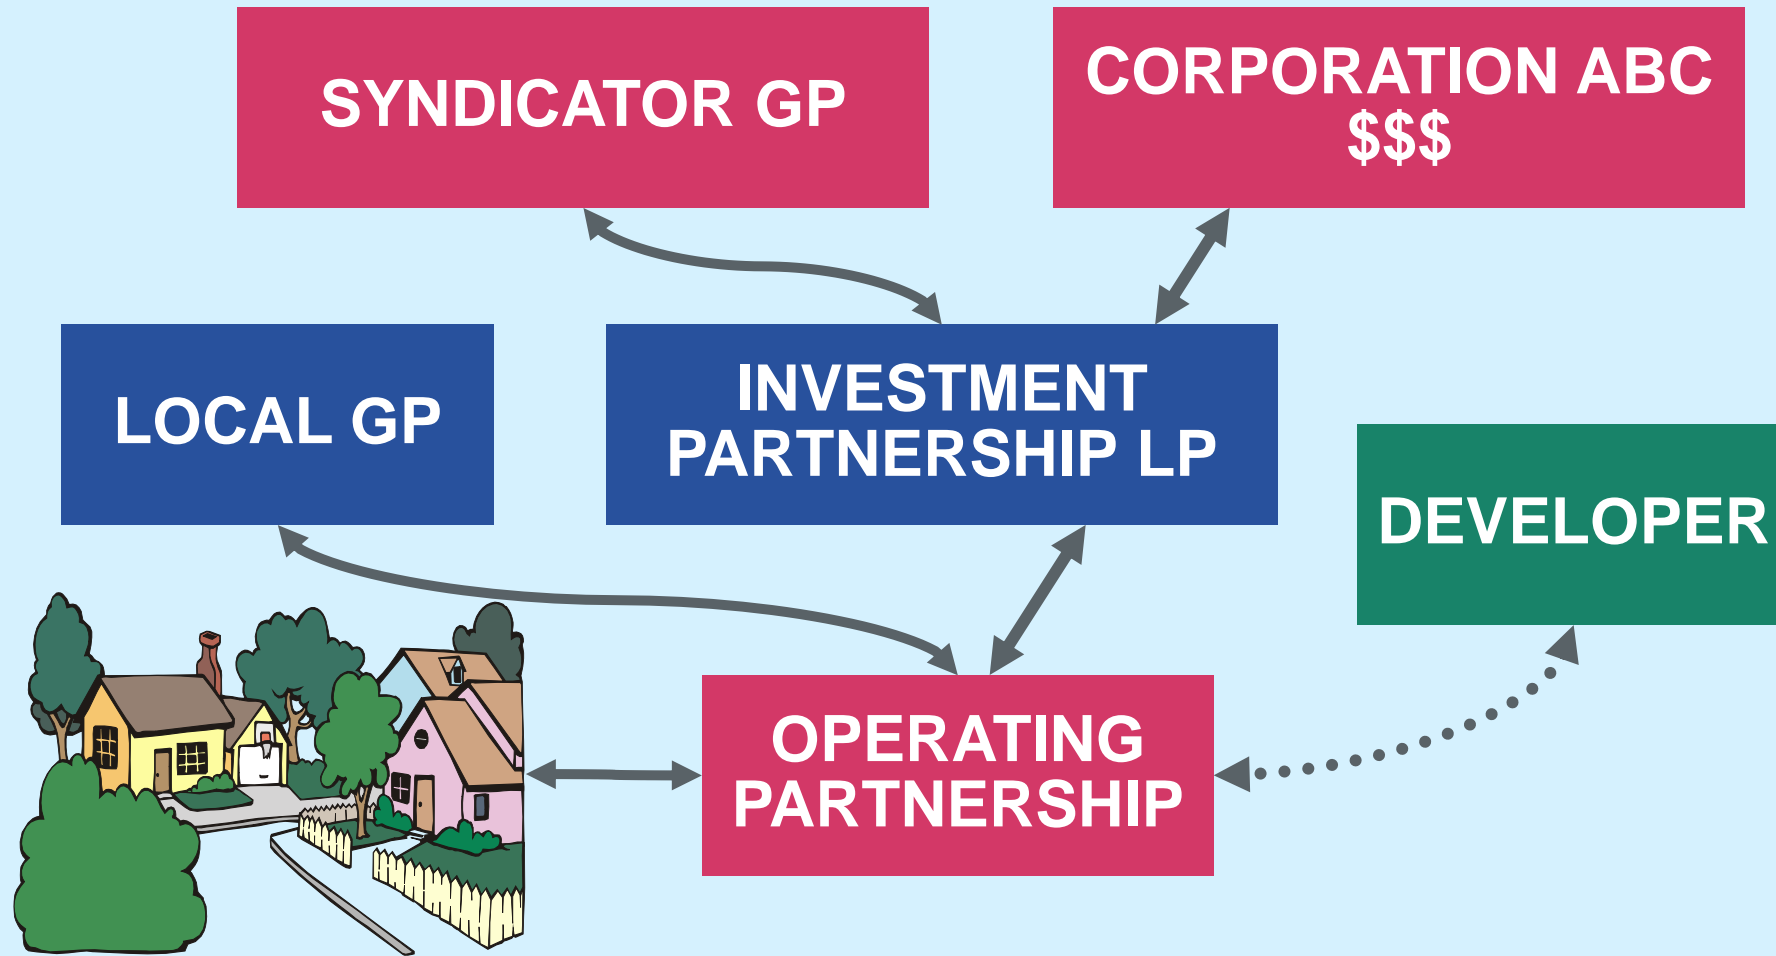 SYNDICATOR GP
CORPORATION ABC
$$$
LOCAL GP
INVESTMENT
PARTNERSHIP LP
DEVELOPER
OPERATING
PARTNERSHIP